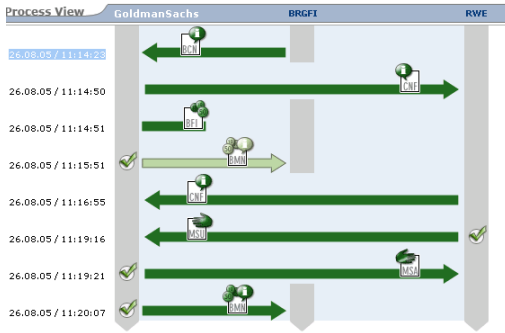 Process View GoldmanSachs BRGFI RWE
26.08.05 / 11:14:23 BCN
26.08.05 / 11:14:50 CNF
26.08.05 / 11:14:51 BFI
26.08.05 / 11:15:51 BMN
26.08.05 / 11:16:55 CNF
26.08.05 / 11:19:16 MSU
26.08.05 / 11:19:21 MSA
26.08.05 / 11:20:07 BMN